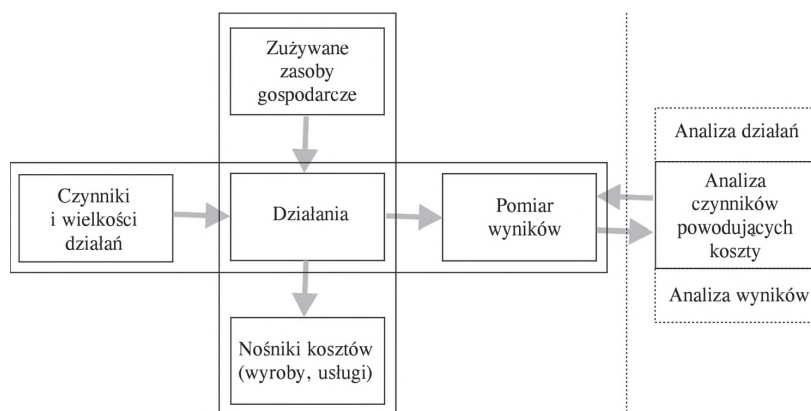 Zużywane
zasoby
gospodarcze
Czynniki
i wielkości
działań
Działania
Pomiar
wyników
Nośniki kosztów
(wyroby, usługi)
Analiza działań
Analiza
czynników
powodujących
koszty
Analiza wyników